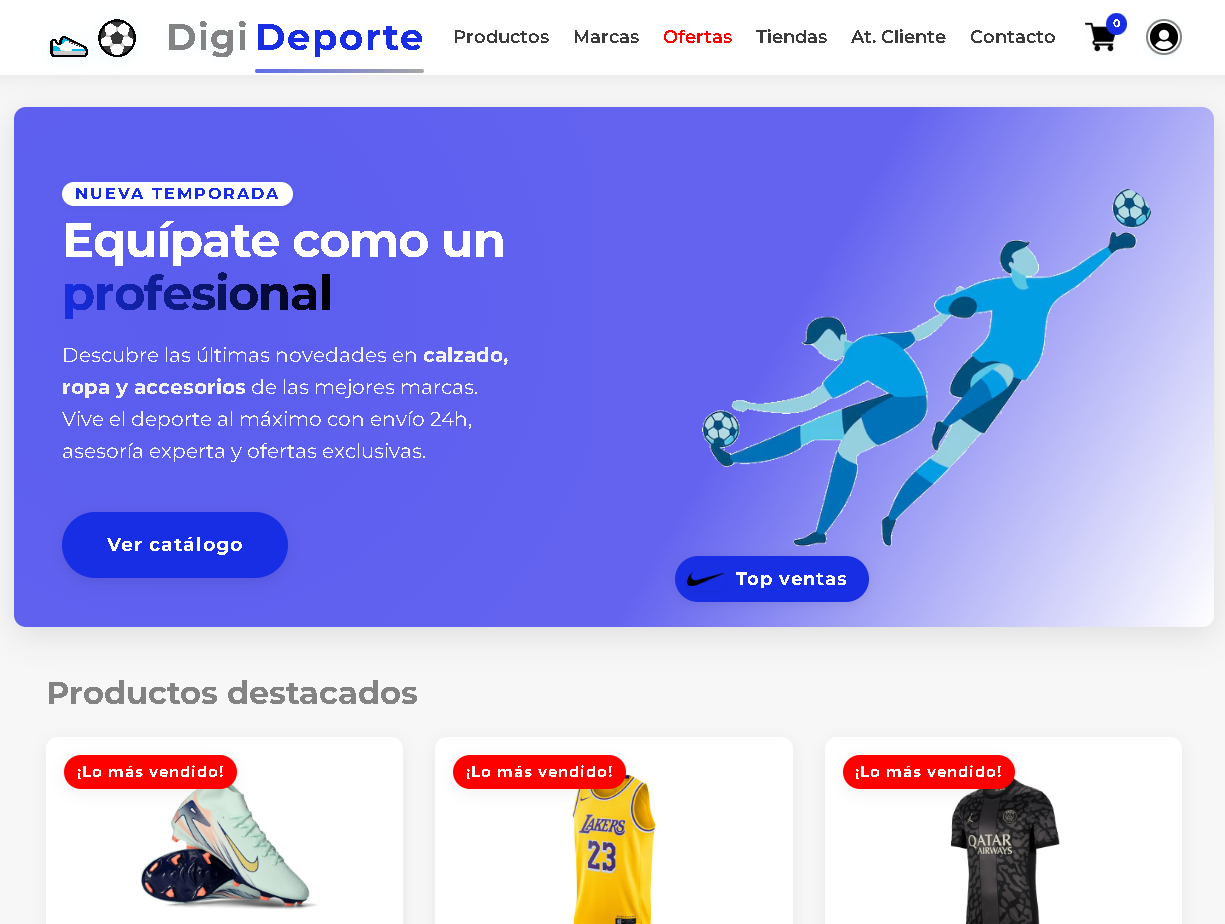 Digi Deporte
Productos Marcas Ofertas Tiendas At. Cliente Contacto
0
NUEVA TEMPORADA
Equípate como un
profesional
Descubre las últimas novedades en calzado,
ropa y accesorios de las mejores marcas.
Vive el deporte al máximo con envío 24h,
asesoría experta y ofertas exclusivas.
Ver catálogo
Top ventas
Productos destacados
¡Lo más vendido!
¡Lo más vendido!
¡Lo más vendido!
LAKERS
23
QATAR
AIRWAYS